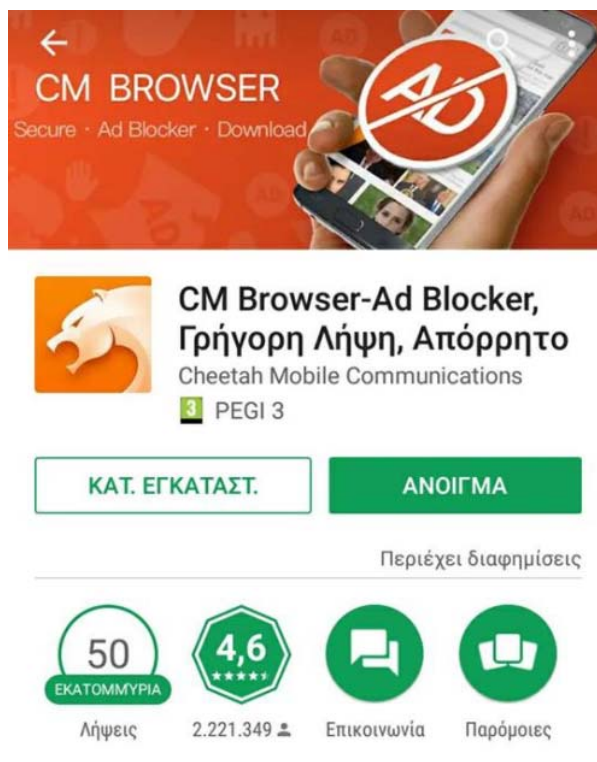 CM BROWSER
Secure · Ad Blocker · Download
AD
CM Browser-Ad Blocker,
Γρήγορη Λήψη, Απόρρητο
Cheetah Mobile Communications
3 PEGI 3
ΚΑΤ. ΕΓΚΑΤΑΣΤ.
ΑΝΟΙΓΜΑ
Περιέχει διαφημίσεις
50
ΕΚΑΤΟΜΜΎΡΙΑ
Λήψεις
4,6
2.221.349
Επικοινωνία
Παρόμοιες